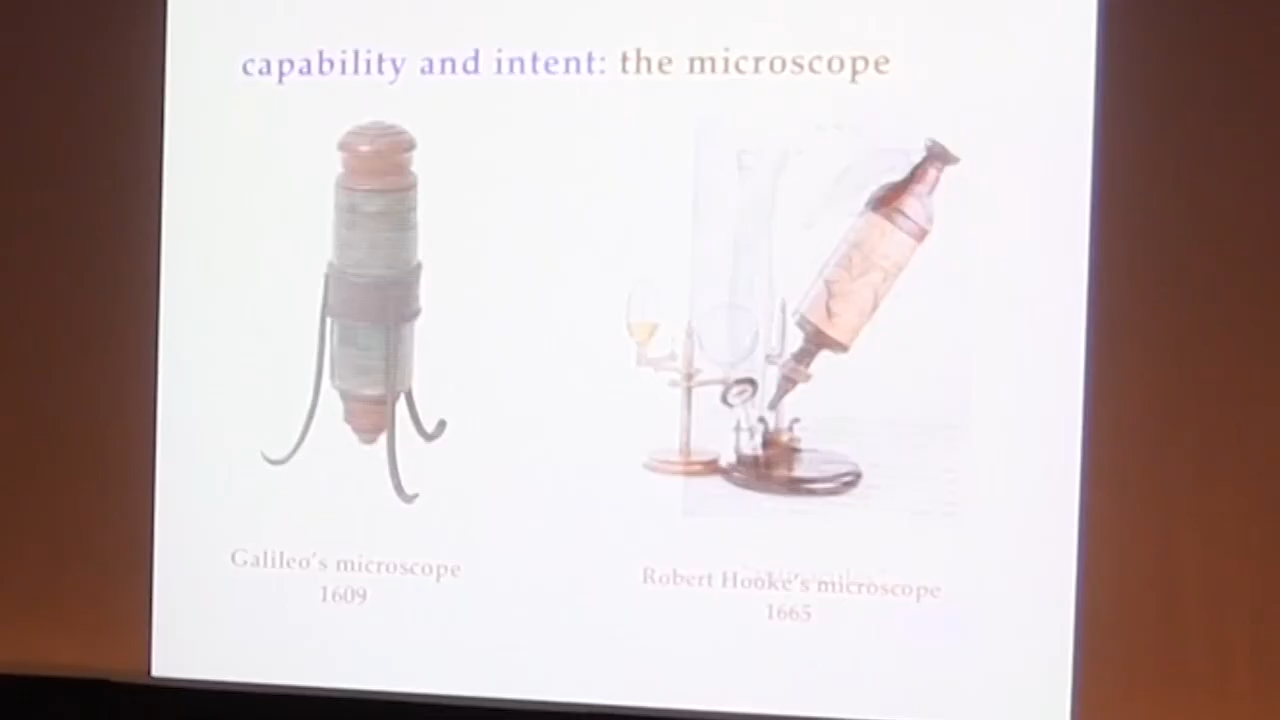 capability and intent: the microscope
Galileo's microscope
1609
Robert Hooke's microscope
1665